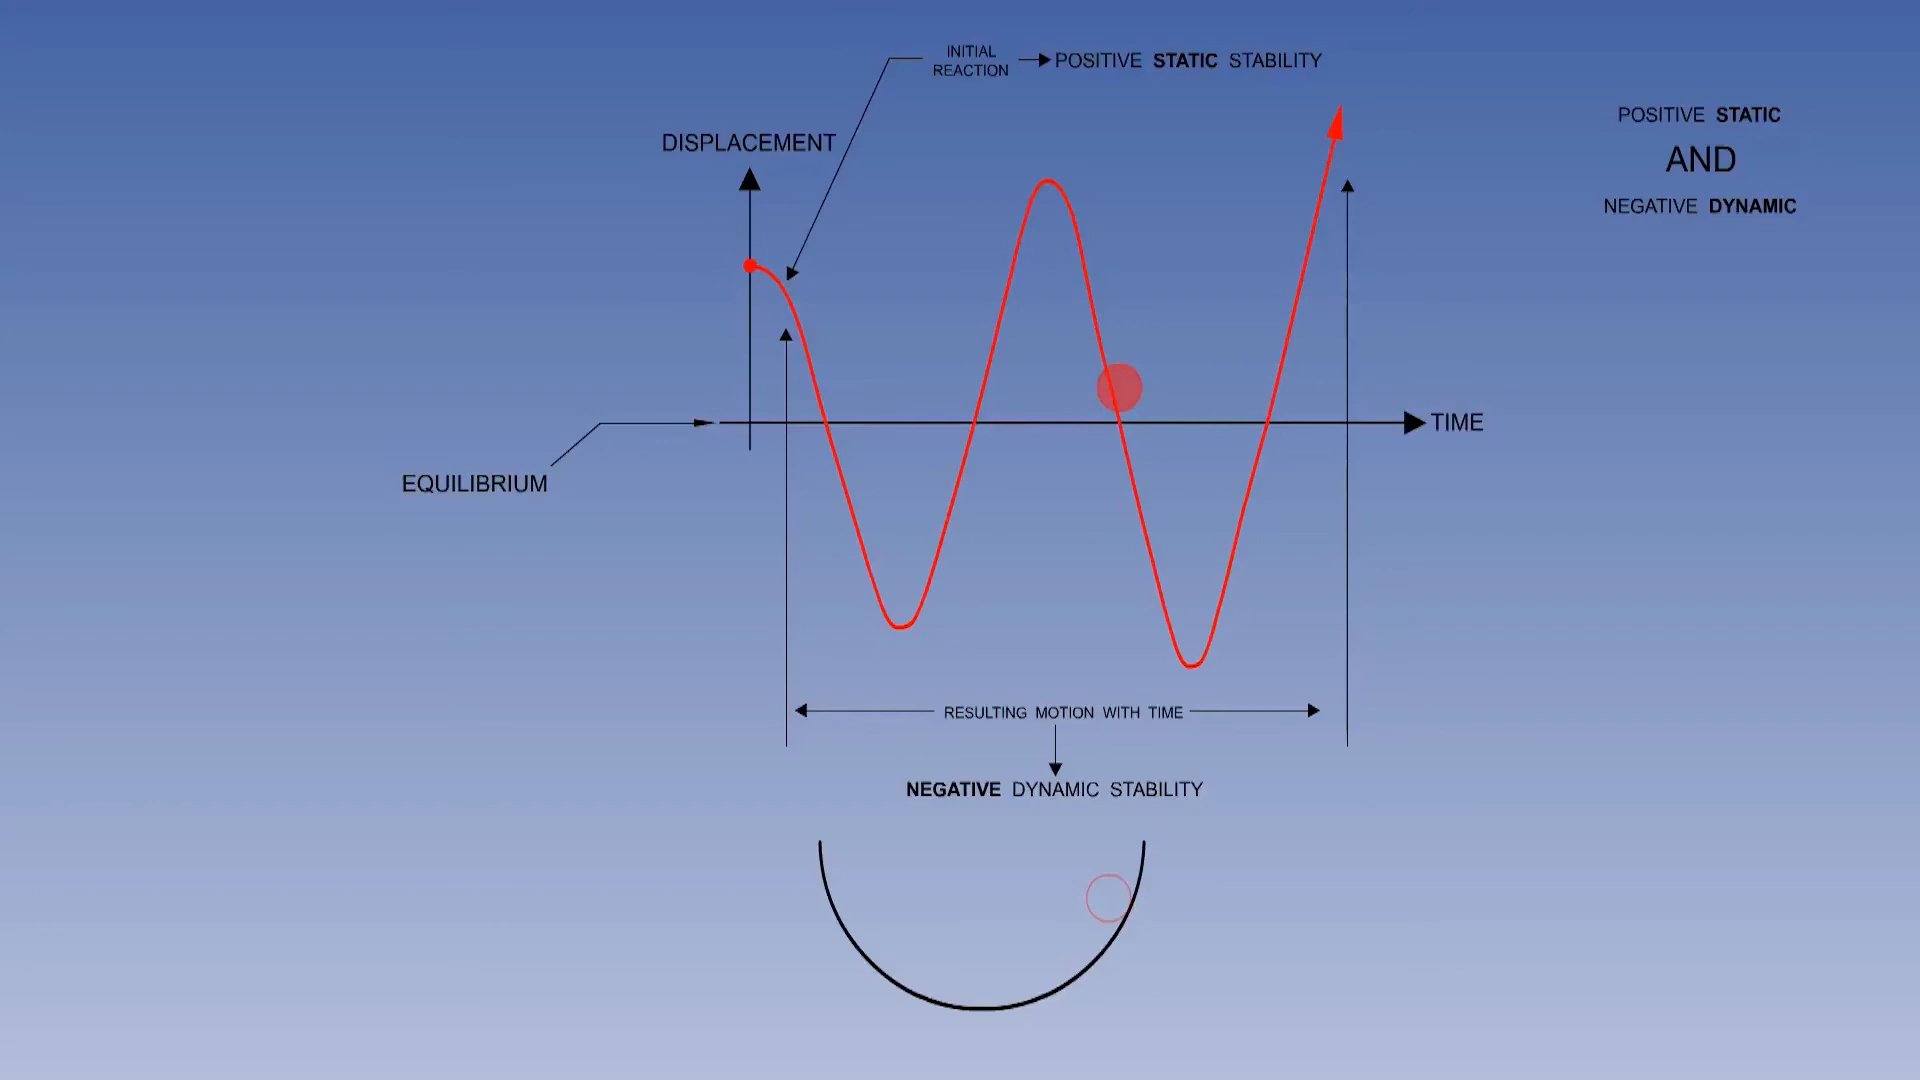 INITIAL
REACTION
POSITIVE STATIC STABILITY
POSITIVE STATIC
AND
NEGATIVE DYNAMIC
DISPLACEMENT
TIME
EQUILIBRIUM
RESULTING MOTION WITH TIME
NEGATIVE DYNAMIC STABILITY